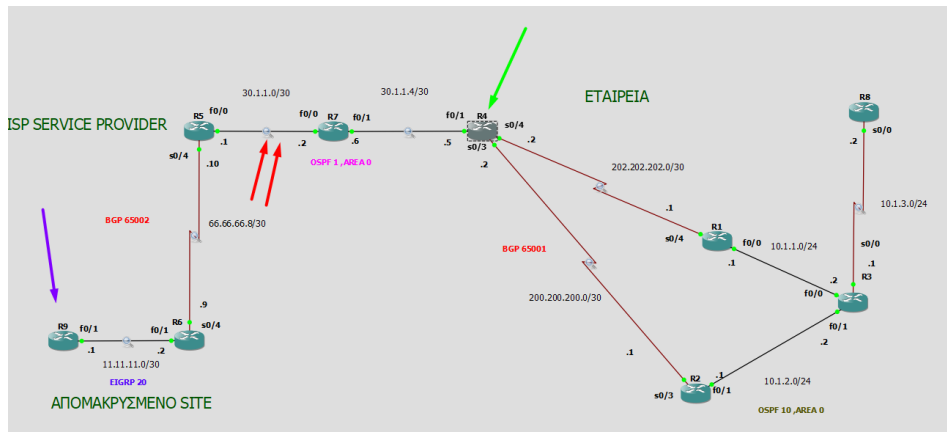 ISP SERVICE PROVIDER
ΕΤΑΙΡΕΙΑ
30.1.1.0/30
30.1.1.4/30
R5
f0/0
.1
s0/4
.10
f0/0
R7
f0/1
.2
.6
OSPF 1 ,AREA 0
f0/1
R4
s0/4
.5
s0/3
.2
.2
R8
s0/0
.2
202.202.202.0/30
10.1.3.0/24
BGP 65002
66.66.66.8/30
BGP 65001
.1
R1
s0/4
f0/0
.1
10.1.1.0/24
s0/0
.1
.2
R3
f0/0
f0/1
.2
200.200.200.0/30
.9
R9
f0/1
.1
f0/1
R6
s0/4
.2
11.11.11.0/30
EIGRP 20
ΑΠΟΜΑΚΡΥΣΜΕΝΟ SITE
.1
R2
.1
s0/3
f0/1
10.1.2.0/24
OSPF 10 ,AREA 0